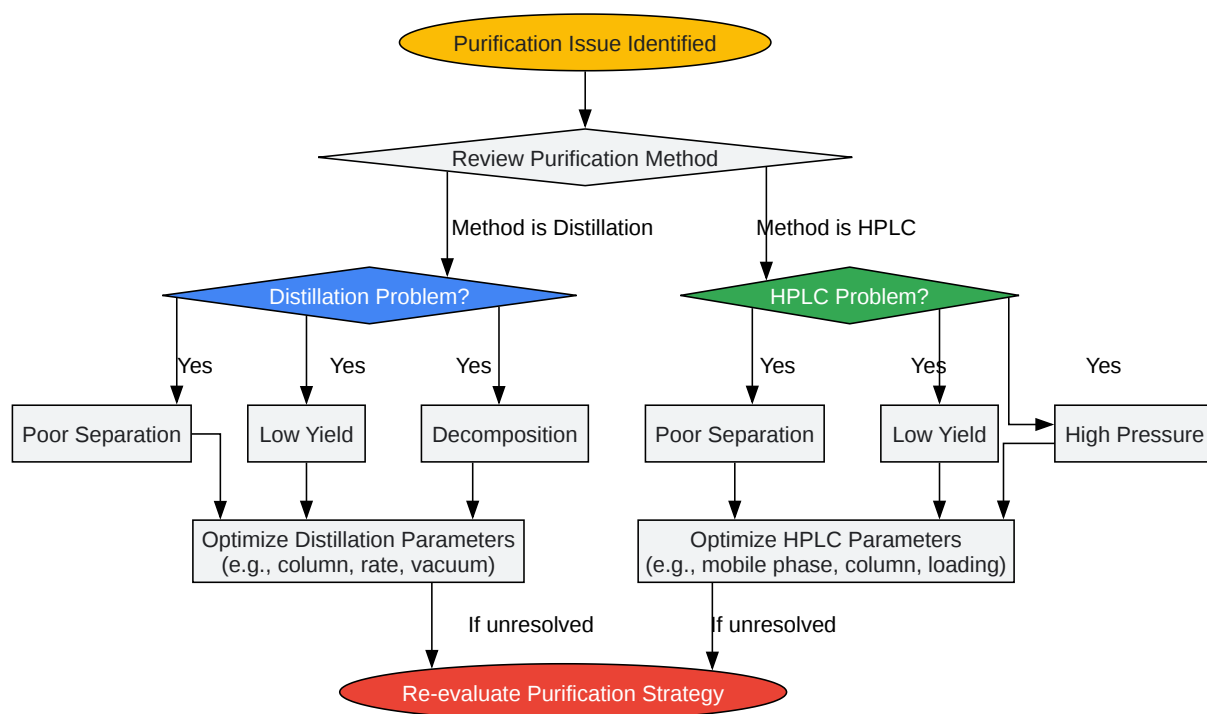 Purification Issue Identified
Review Purification Method
Method is Distillation
Method is HPLC
Distillation Problem?
HPLC Problem?
Yes
Yes
Yes
Yes
Yes
Yes
Poor Separation
Low Yield
Decomposition
Poor Separation
Low Yield
High Pressure
Optimize Distillation Parameters
(e.g., column, rate, vacuum)
Optimize HPLC Parameters
(e.g., mobile phase, column, loading)
If unresolved
If unresolved
Re-evaluate Purification Strategy